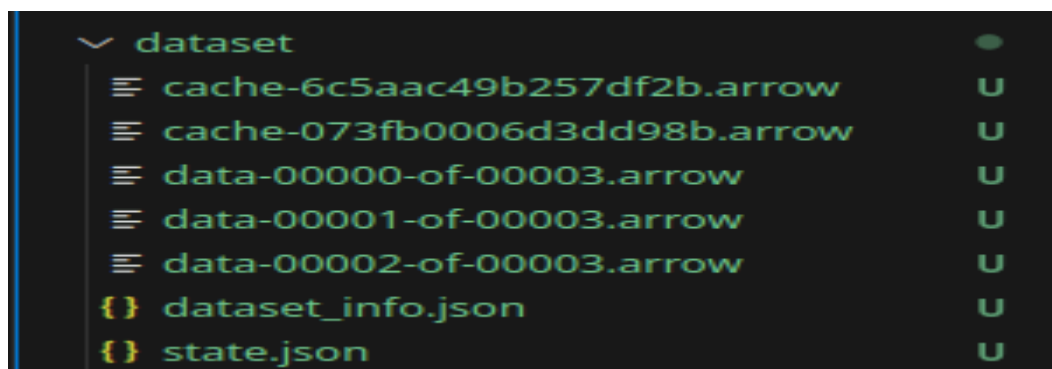 dataset
cache-6c5aac49b257df2b.arrow U
cache-073fb0006d3dd98b.arrow U
data-00000-of-00003.arrow U
data-00001-of-00003.arrow U
data-00002-of-00003.arrow U
{} dataset_info.json U
{} state.json U